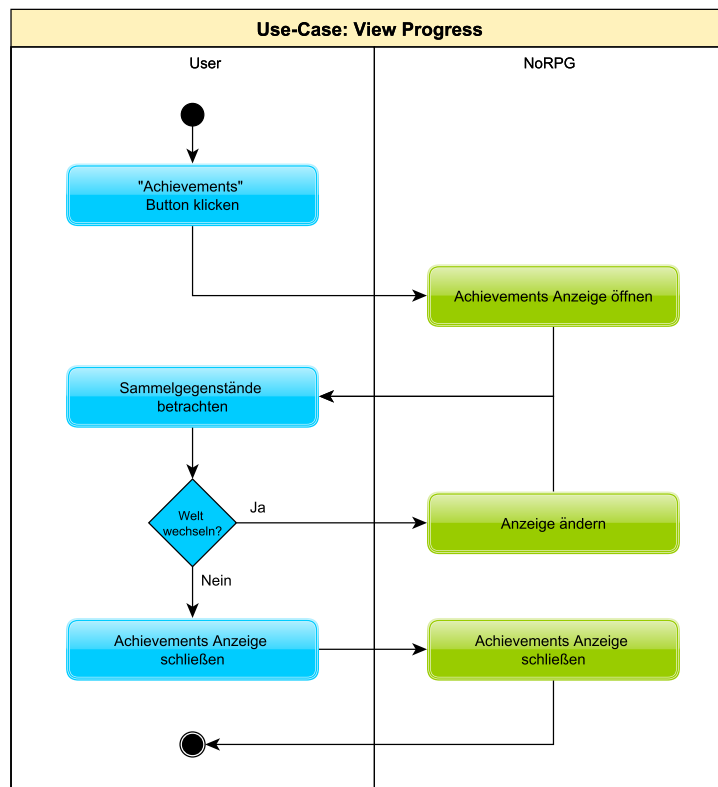 Use-Case: View Progress
User
NoRPG
"Achievements"
Button klicken
Achievements Anzeige öffnen
Sammelgegenstände
betrachten
Welt
wechseln?
Ja
Anzeige ändern
Nein
Achievements Anzeige
schließen
Achievements Anzeige
schließen